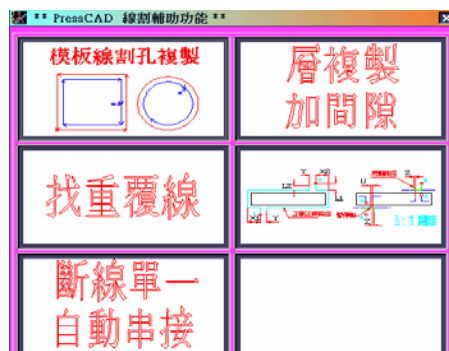 ** PressCAD 線割輔助功能 **
模板線割孔複製
層複製
加間隙
找重覆線
斷線單一
自動串接